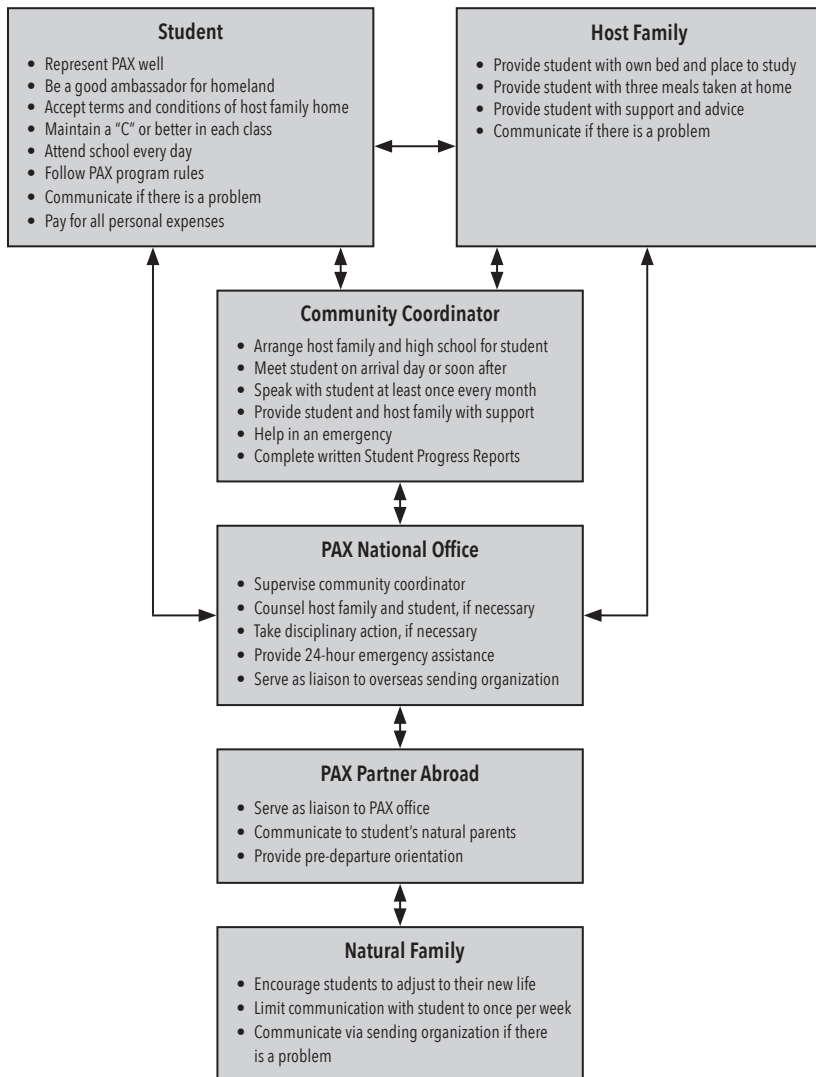 Student
• Represent PAX well
• Be a good ambassador for homeland
• Accept terms and conditions of host family home
• Maintain a “C” or better in each class
• Attend school every day
• Follow PAX program rules
• Communicate if there is a problem
• Pay for all personal expenses
Host Family
• Provide student with own bed and place to study
• Provide student with three meals taken at home
• Provide student with support and advice
• Communicate if there is a problem
Community Coordinator
• Arrange host family and high school for student
• Meet student on arrival day or soon after
• Speak with student at least once every month
• Provide student and host family with support
• Help in an emergency
• Complete written Student Progress Reports
PAX National Office
• Supervise community coordinator
• Counsel host family and student, if necessary
• Take disciplinary action, if necessary
• Provide 24-hour emergency assistance
• Serve as liaison to overseas sending organization
PAX Partner Abroad
• Serve as liaison to PAX office
• Communicate to student’s natural parents
• Provide pre-departure orientation
Natural Family
• Encourage students to adjust to their new life
• Limit communication with student to once per week
• Communicate via sending organization if there
is a problem